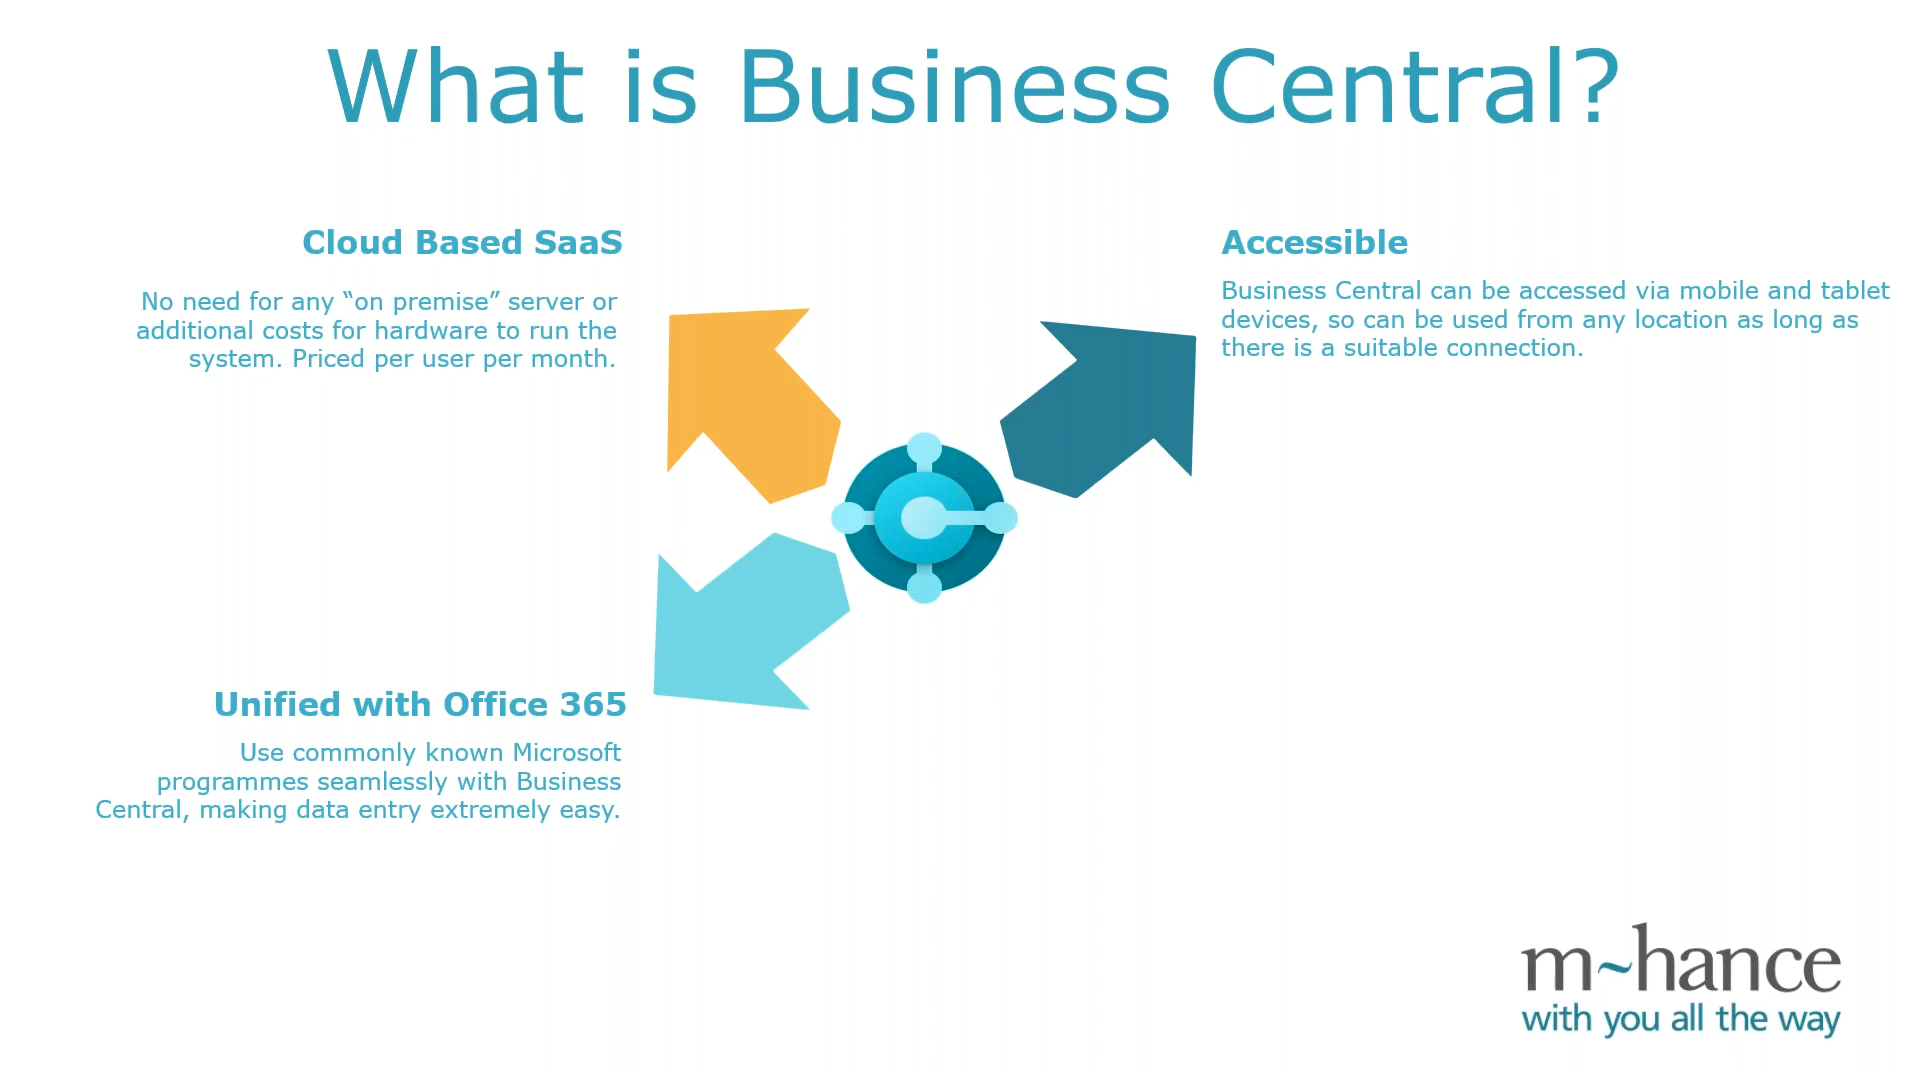 What is Business Central?
Cloud Based SaaS
No need for any “on premise” server or
additional costs for hardware to run the
system. Priced per user per month.
Accessible
Business Central can be accessed via mobile and tablet
devices, so can be used from any location as long as
there is a suitable connection.
Unified with Office 365
Use commonly known Microsoft
programmes seamlessly with Business
Central, making data entry extremely easy.
m~hance
with you all the way